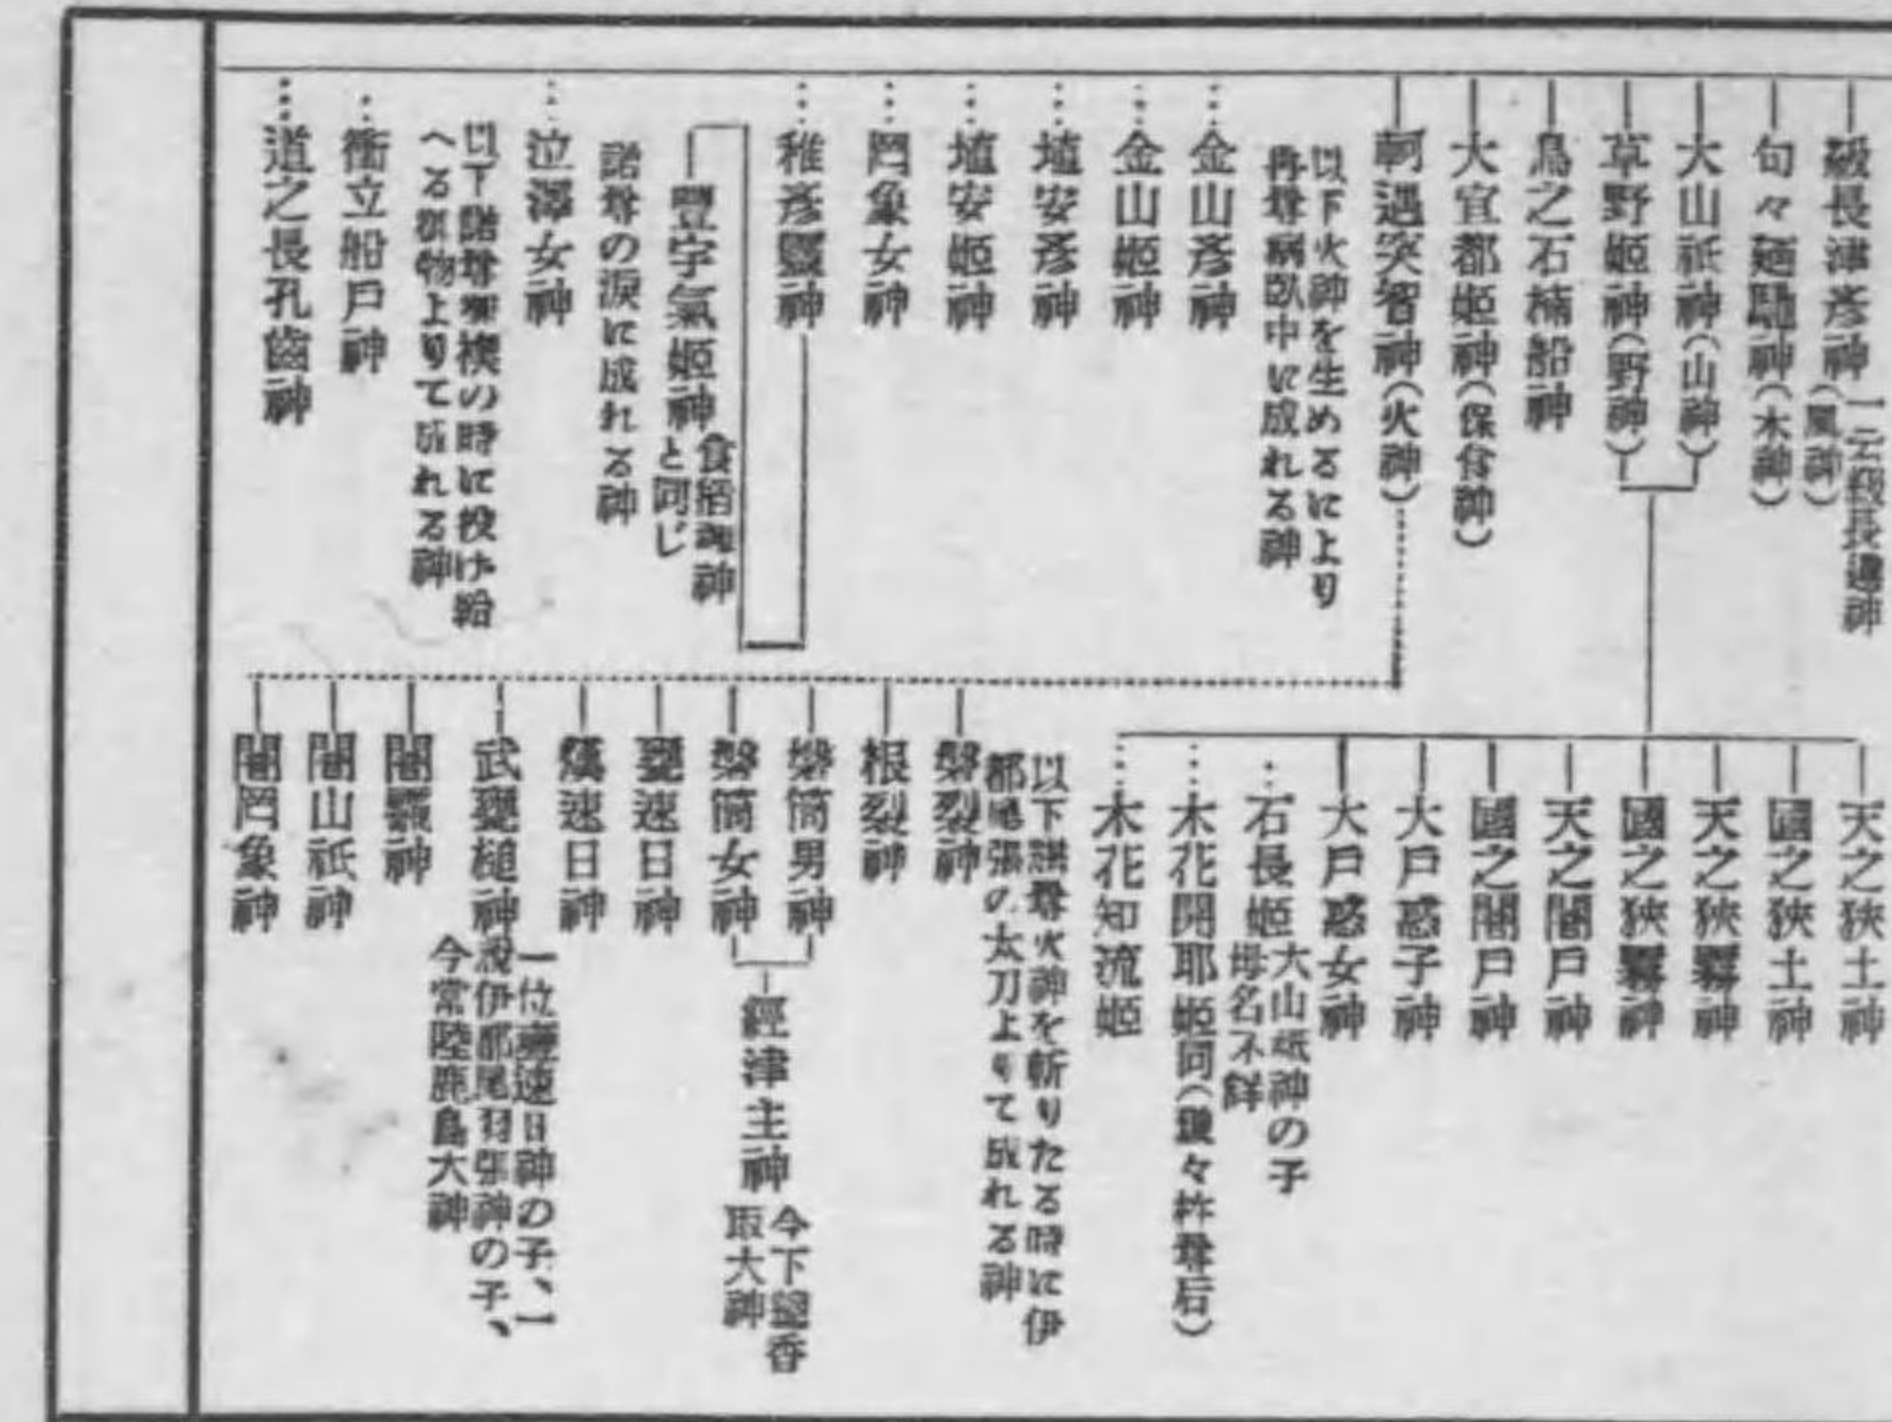 級長津彦神(風神)
一云級長邊神
句々廼馳神(木神)
大山祇神(山神)
草野姫神(野神)
鳥之石楠船神
大宜都姫神(保食神)
軻遇突智神(火神)
以下火神を生めるにより
冊尊病臥中に成れる神
金山彦神
金山姫神
埴安彦神
埴安姫神
罔象女神
稚彦靈神
豐宇氣姫神
食稻魂神
と同じ
諾尊の涙に成れる神
泣澤女神
以下諾尊御禊の時に投げ給
へる御物よりて成れる神
衝立船戸神
道之長孔齒神
天之狹土神
國之狹土神
天之狹霧神
國之狹霧神
天之闇戸神
國之闇戸神
大戸惑子神
大戸惑女神
石長姫
大山祇神の子
母名不詳
木花開耶姫同(瓊々杵尊后)
木花知流姫
以下諾尊火神を斬りたる時に伊
都尾張の太刀よりて成れる神
磐裂神
根裂神
磐筒男神
磐筒女神
經津主神
今下總香
取大神
甕速日神
熯速日神
武甕槌神
一位甕速日神の子、一
説伊都尾羽張神の子、
今常陸鹿島大神
闇龗神
闇山祇神
闇罔象神